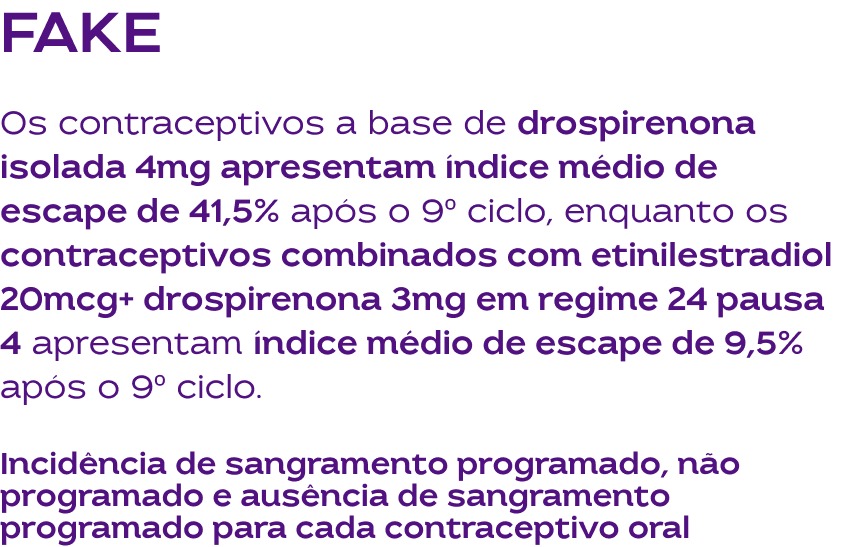 FAKE
Os contraceptivos a base de drospirenona
isolada 4mg apresentam índice médio de
escape de 41,5% após o 9º ciclo, enquanto os
contraceptivos combinados com etinilestradiol
20mcg+ drospirenona 3mg em regime 24 pausa
4 apresentam índice médio de escape de 9,5%
após o 9º ciclo.
Incidência de sangramento programado, não
programado e ausência de sangramento
programado para cada contraceptivo oral